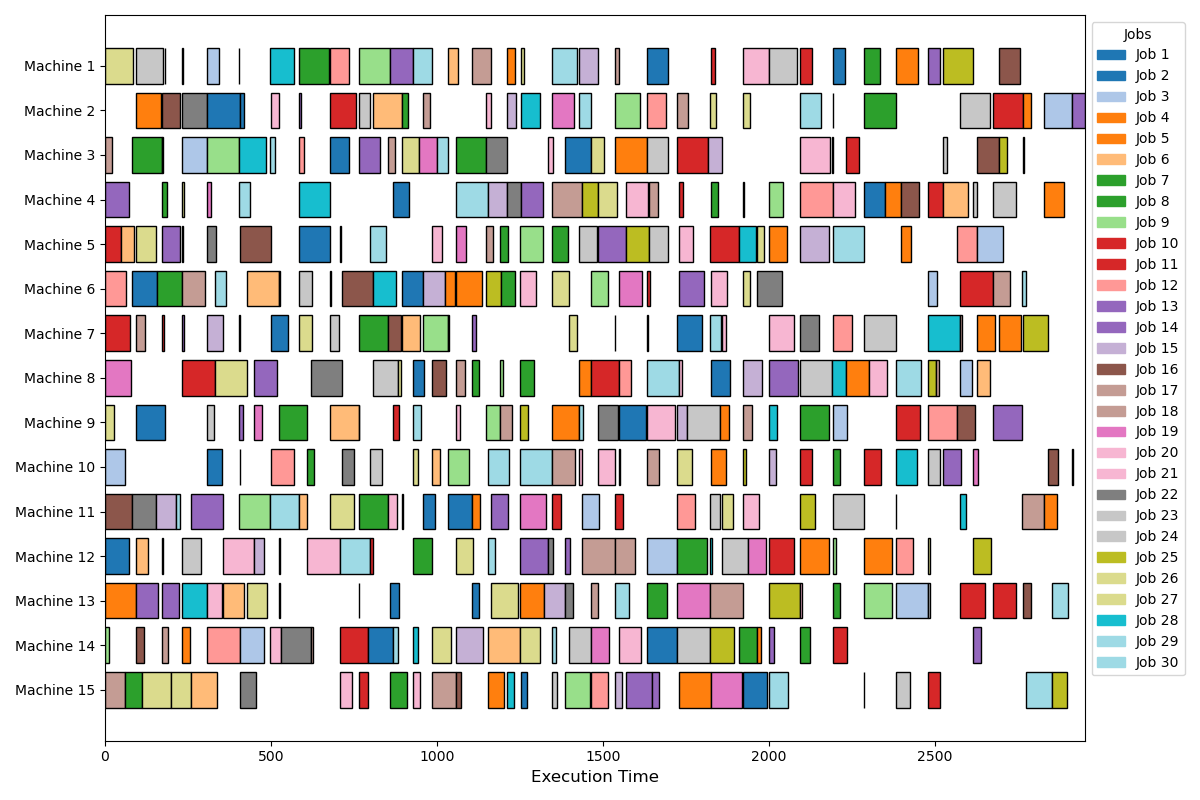 Machine 1
Machine 2
Machine 3
Machine 4
Machine 5
Machine 6
Machine 7
Machine 8
Machine 9
Machine 10
Machine 11
Machine 12
Machine 13
Machine 14
Machine 15
0 500 1000 1500 2000 2500
Execution Time
Jobs
Job 1
Job 2
Job 3
Job 4
Job 5
Job 6
Job 7
Job 8
Job 9
Job 10
Job 11
Job 12
Job 13
Job 14
Job 15
Job 16
Job 17
Job 18
Job 19
Job 20
Job 21
Job 22
Job 23
Job 24
Job 25
Job 26
Job 27
Job 28
Job 29
Job 30